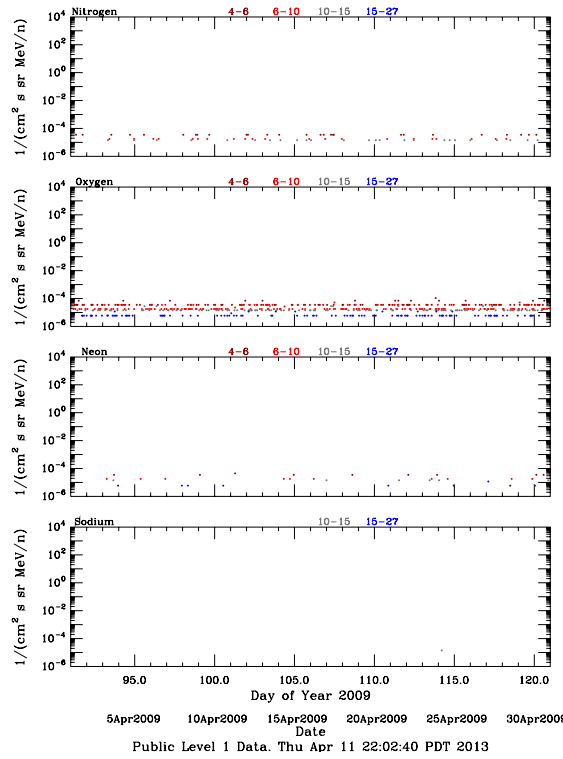 Nitrogen 4-6 6-10 10-15 15-27
10^4
10^2
10^0
10^-2
10^-4
10^-6
1/(cm^2 s sr MeV/n)
Oxygen 4-6 6-10 10-15 15-27
10^4
10^2
10^0
10^-2
10^-4
10^-6
1/(cm^2 s sr MeV/n)
Neon 4-6 6-10 10-15 15-27
10^4
10^2
10^0
10^-2
10^-4
10^-6
1/(cm^2 s sr MeV/n)
Sodium 10-15 15-27
10^4
10^2
10^0
10^-2
10^-4
10^-6
1/(cm^2 s sr MeV/n)
95.0 100.0 105.0 110.0 115.0 120.0
Day of Year 2009
5Apr2009 10Apr2009 15Apr2009 20Apr2009 25Apr2009 30Apr2009
Date
Public Level 1 Data. Thu Apr 11 22:02:40 PDT 2013